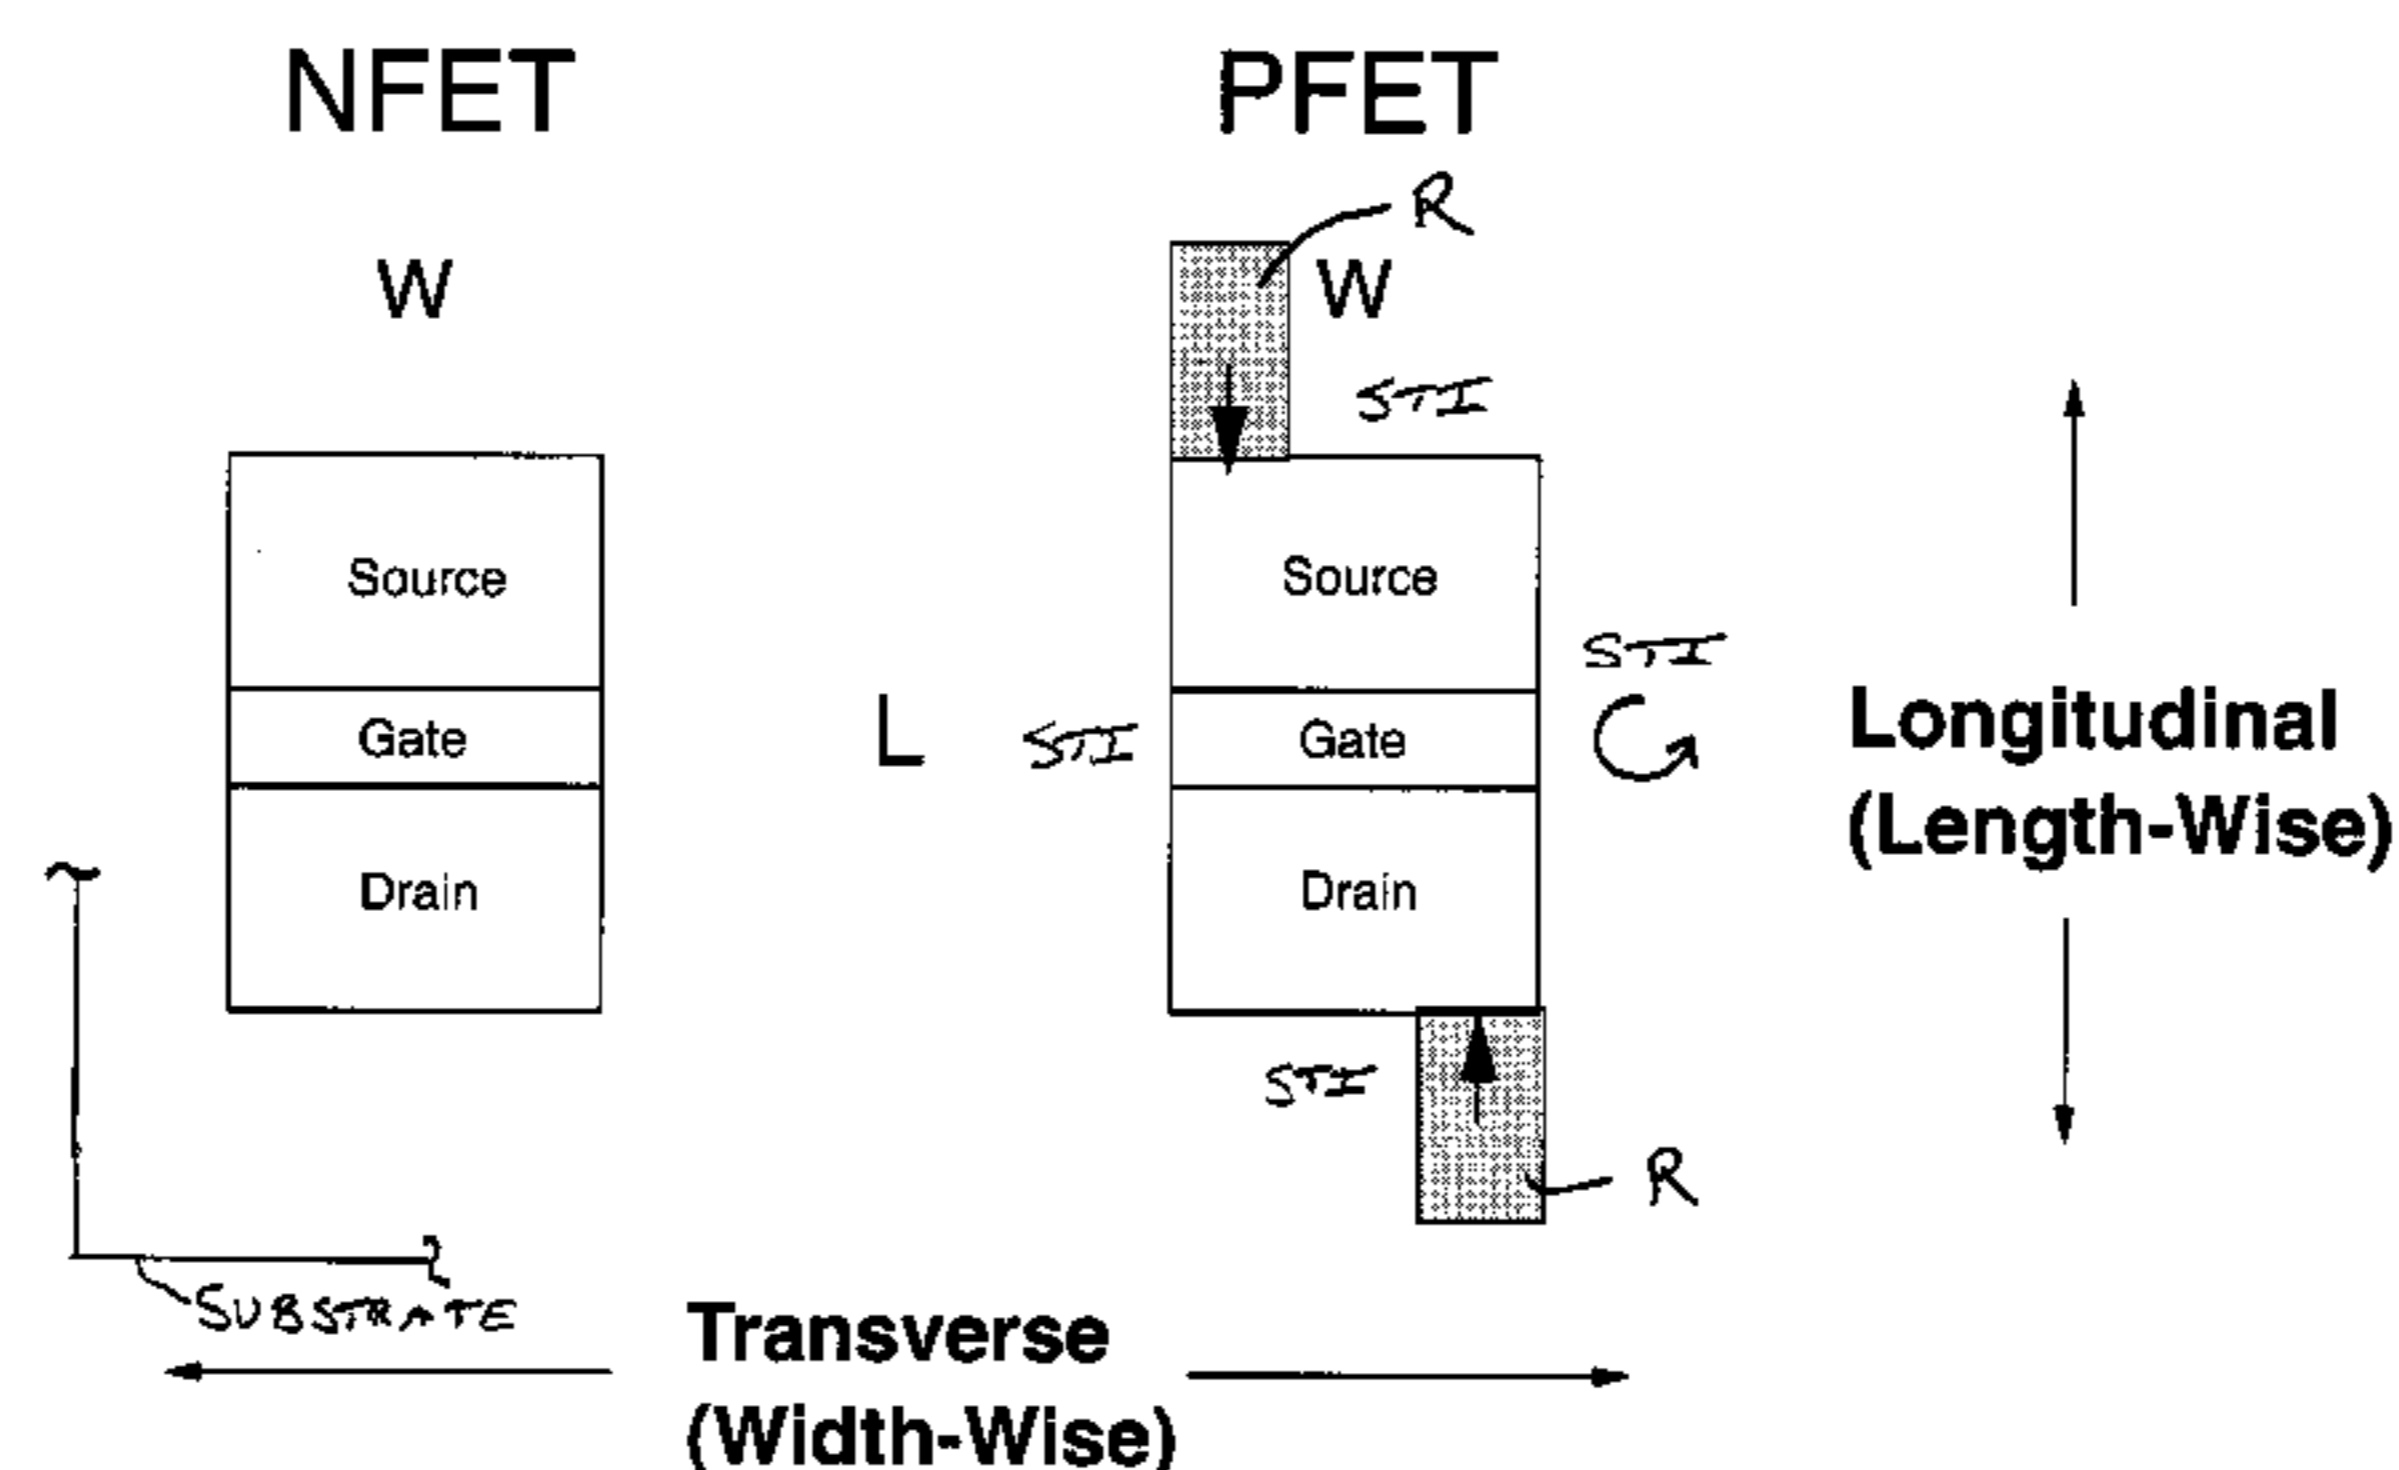 NFET
PFET
R
W
W
STI
Source
Source
STI
L
STI
Gate
Gate
Longitudinal
(Length-Wise)
Drain
Drain
STI
R
SUBSTRATE
Transverse
(Width-Wise)